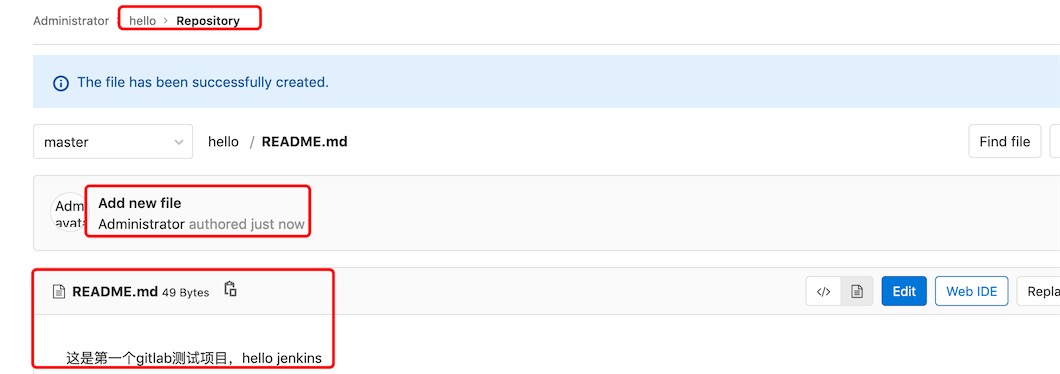 Administrator > hello > Repository
The file has been successfully created.
master hello / README.md Find file
Adm Add new file
avata Administrator authored just now
README.md 49 Bytes </> Edit Web IDE Repla
这是第一个gitlab测试项目，hello jenkins